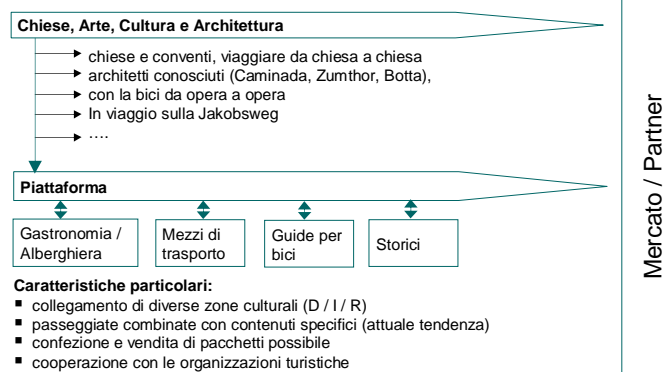 Chiese, Arte, Cultura e Architettura
chiese e conventi, viaggiare da chiesa a chiesa
architetti conosciuti (Caminada, Zumthor, Botta),
con la bici da opera a opera
In viaggio sulla Jakobsweg
....
Piattaforma
Gastronomia /
Alberghiera
Mezzi di
trasporto
Guide per
bici
Storici
Caratteristiche particolari:
▪ collegamento di diverse zone culturali (D / I / R)
▪ passeggiate combinate con contenuti specifici (attuale tendenza)
▪ confezione e vendita di pacchetti possibile
▪ cooperazione con le organizzazioni turistiche
Mercato / Partner